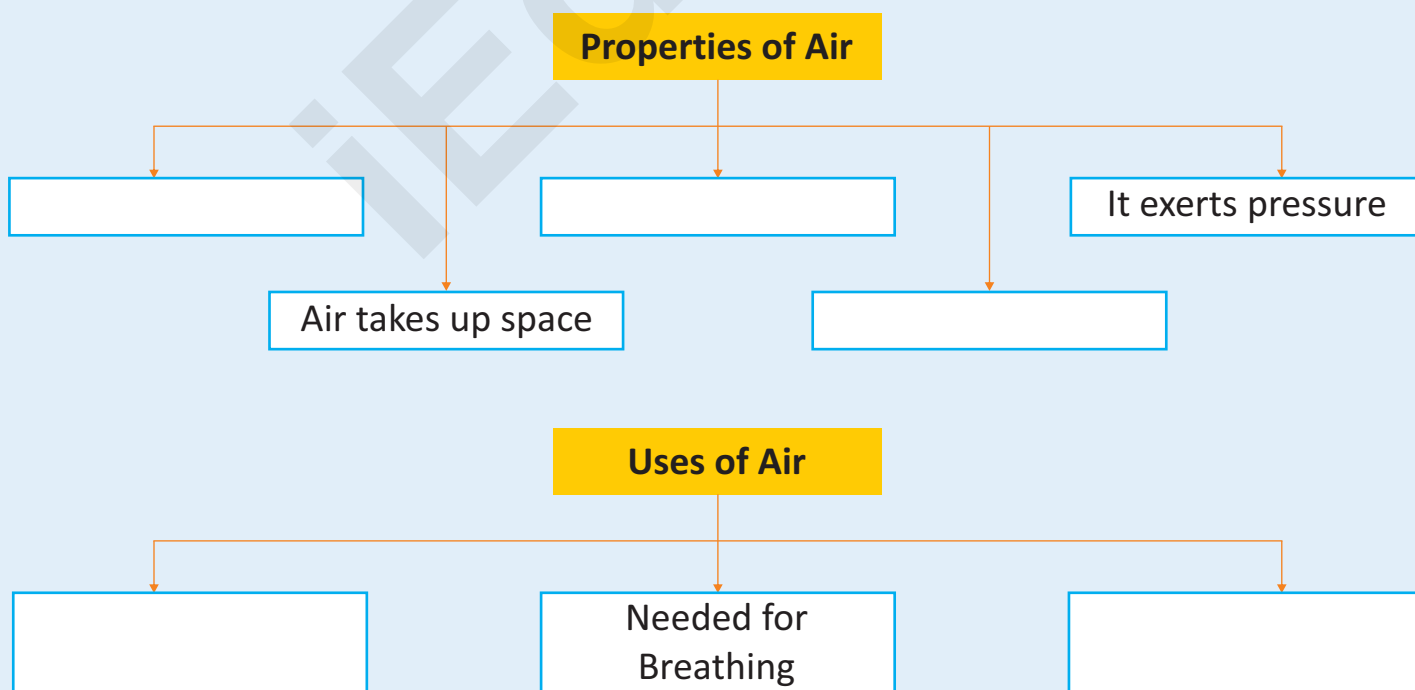 Properties of Air
It exerts pressure
Air takes up space
Uses of Air
Needed for
Breathing